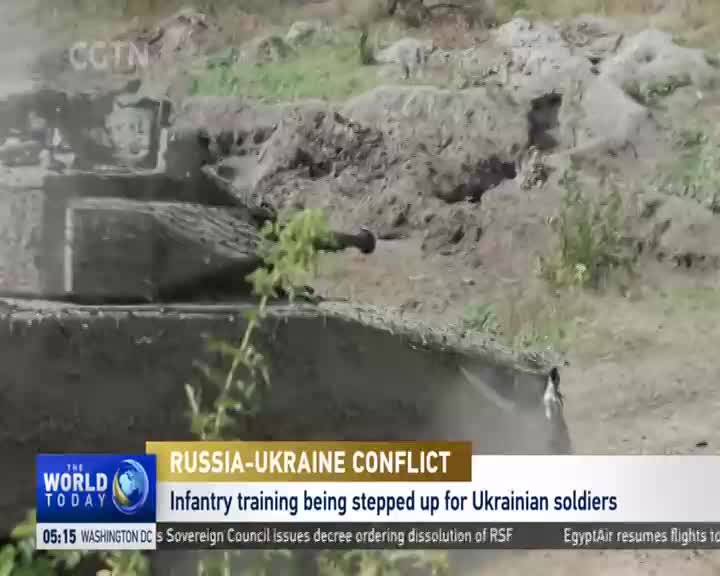 CGTN
RUSSIA-UKRAINE CONFLICT
THE
WORLD
TODAY
Infantry training being stepped up for Ukrainian soldiers
05:15 WASHINGTON DC s Sovereign Council issues decree ordering dissolution of RSF EgyptAir resumes flights to